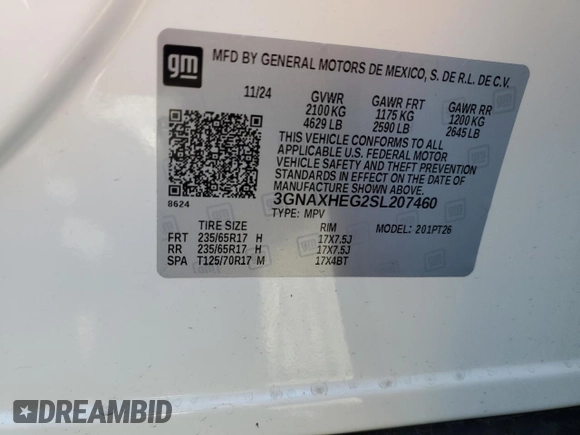 gm
MFD BY GENERAL MOTORS DE MEXICO, S. DE R.L. DE C.V.
11/24 GVWR GAWR FRT GAWR RR
2100 KG 1175 KG 1200 KG
4629 LB 2590 LB 2645 LB
THIS VEHICLE CONFORMS TO ALL
APPLICABLE U.S. FEDERAL MOTOR
VEHICLE SAFETY AND THEFT PREVENTION
STANDARDS IN EFFECT ON THE DATE OF
MANUFACTURE SHOWN ABOVE.
8624 3GNAXHEG2SL207460
TYPE: MPV MODEL: 201PT26
TIRE SIZE RIM
FRT 235/65R17 H 17X7.5J
RR 235/65R17 H 17X7.5J
SPA T125/70R17 M 17X4BT
DREAMBID